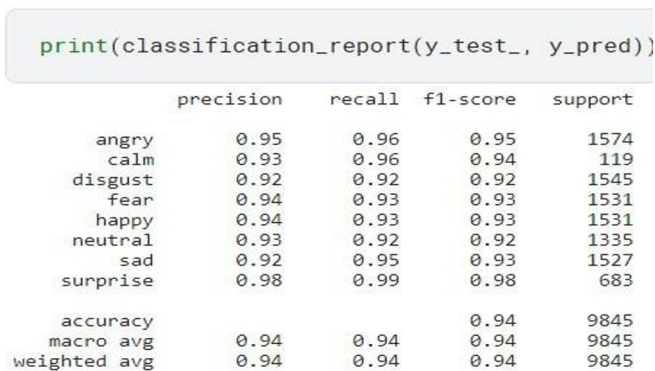 print(classification_report(y_test_, y_pred))
precision recall f1-score support
angry 0.95 0.96 0.95 1574
calm 0.93 0.96 0.94 119
disgust 0.92 0.92 0.92 1545
fear 0.94 0.93 0.93 1531
happy 0.94 0.93 0.93 1531
neutral 0.93 0.92 0.92 1335
sad 0.92 0.95 0.93 1527
surprise 0.98 0.99 0.98 683
accuracy 0.94 9845
macro avg 0.94 0.94 0.94 9845
weighted avg 0.94 0.94 0.94 9845